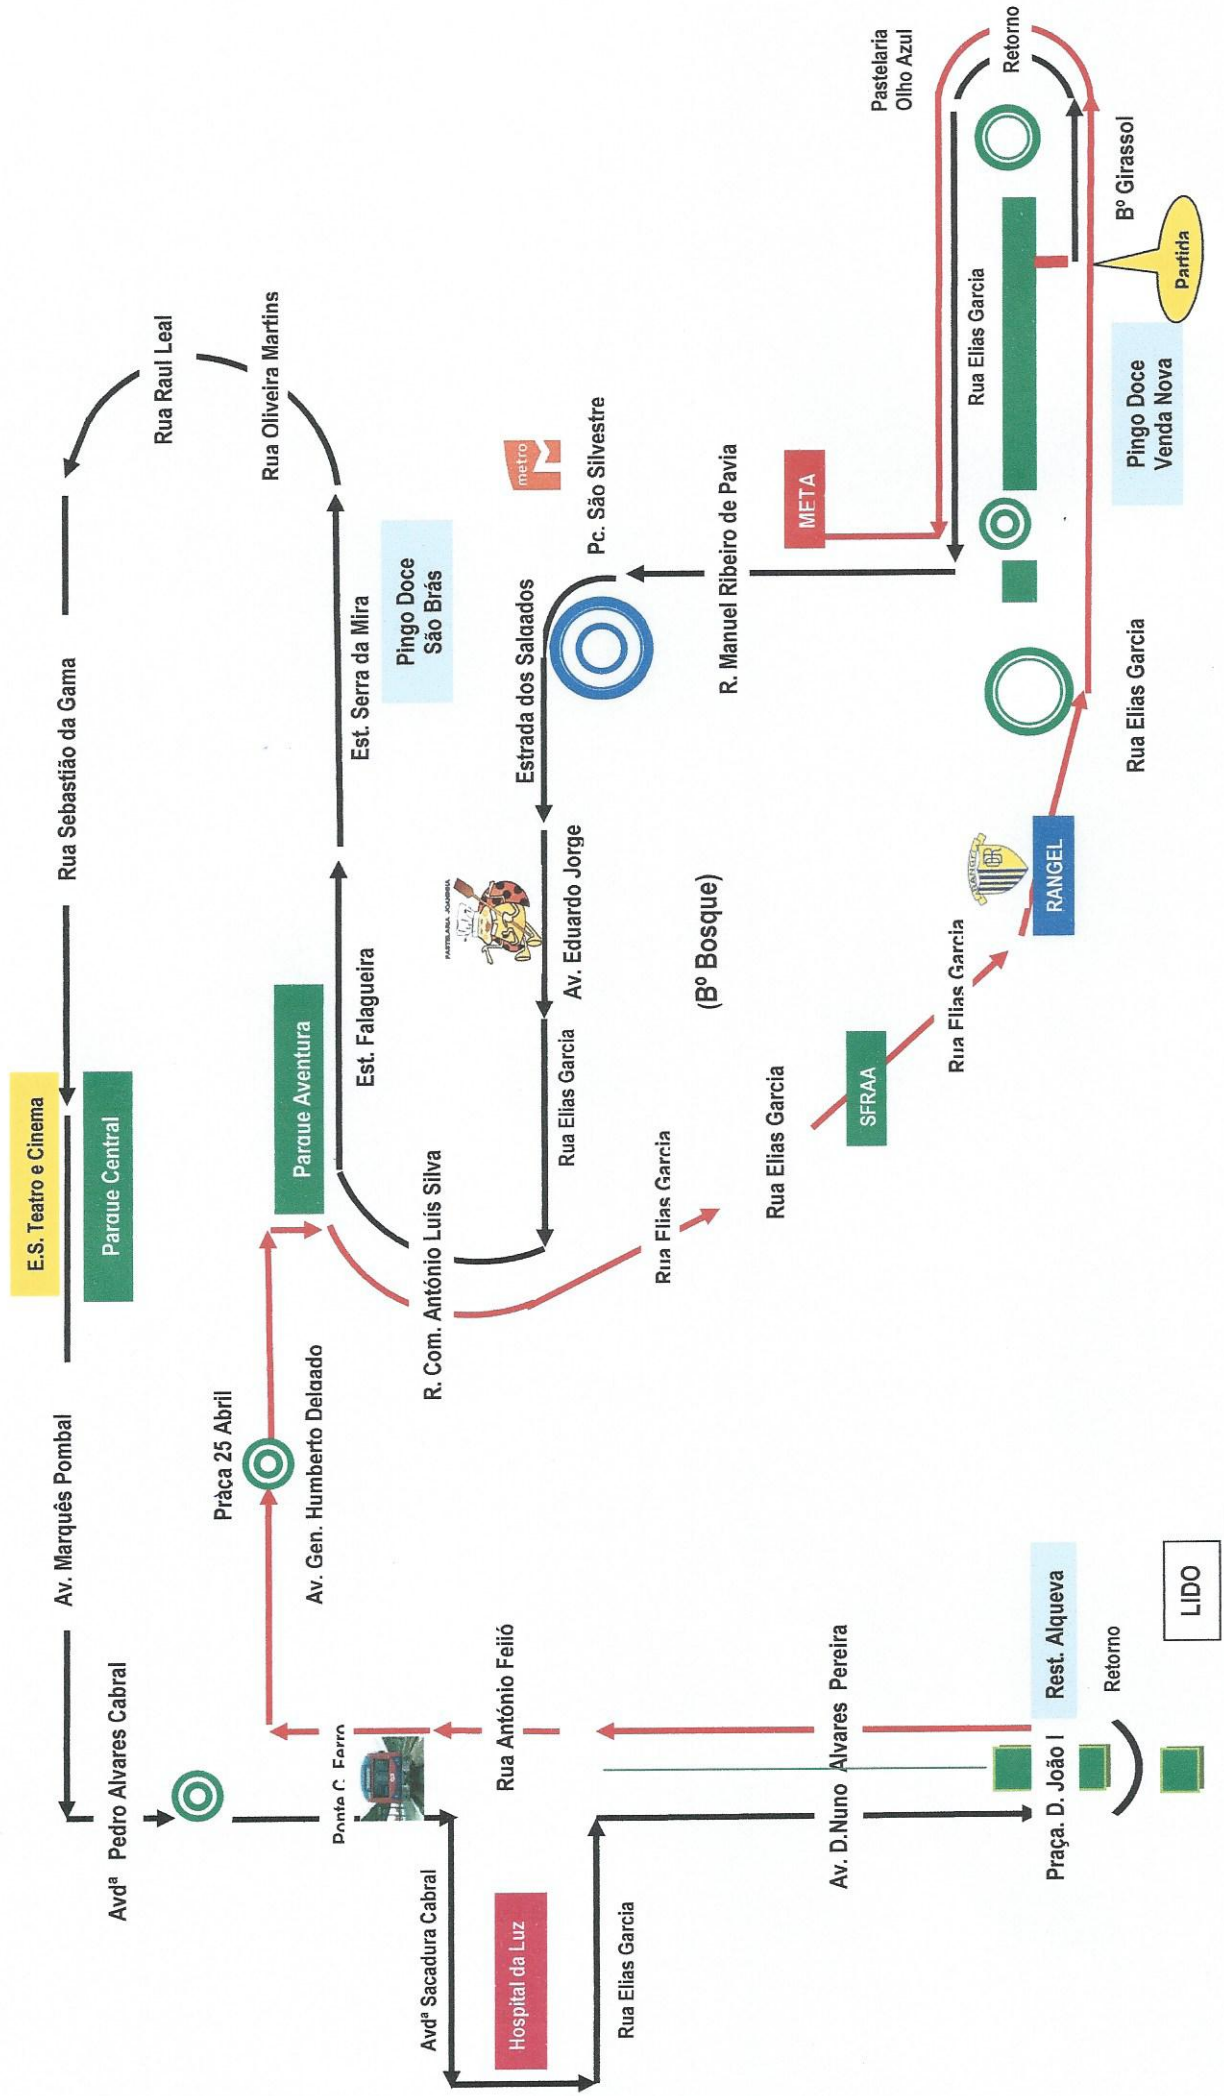 E.S. Teatro e Cinema
Av. Marquês Pombal
Rua Sebastião da Gama
Parque Central
Avdª Pedro Alvares Cabral
Rua Raul Leal
Pràça 25 Abril
Rua Oliveira Martins
Parque Aventura
Av. Gen. Humberto Delgado
Ponte C. Ferro
Est. Falagueira
Est. Serra da Mira
Pingo Doce
São Brás
Avdª Sacadura Cabral
R. Com. António Luís Silva
PASTELARIA JOANINHA
Hospital da Luz
Rua António Feijó
metro
Estrada dos Salgados
Av. Eduardo Jorge
Rua Elias Garcia
Pc. São Silvestre
Rua Elias Garcia
Rua Elias Garcia
(Bº Bosque)
R. Manuel Ribeiro de Pavia
Rua Elias Garcia
META
Av. D.Nuno Alvares Pereira
SFRAA
Pastelaria
Olho Azul
Rua Elias Garcia
Rua Elias Garcia
Retorno
RANGEL
Praça. D. João I
Rest. Alqueva
Retorno
Rua Elias Garcia
Bº Girassol
Pingo Doce
Venda Nova
Partida
LIDO